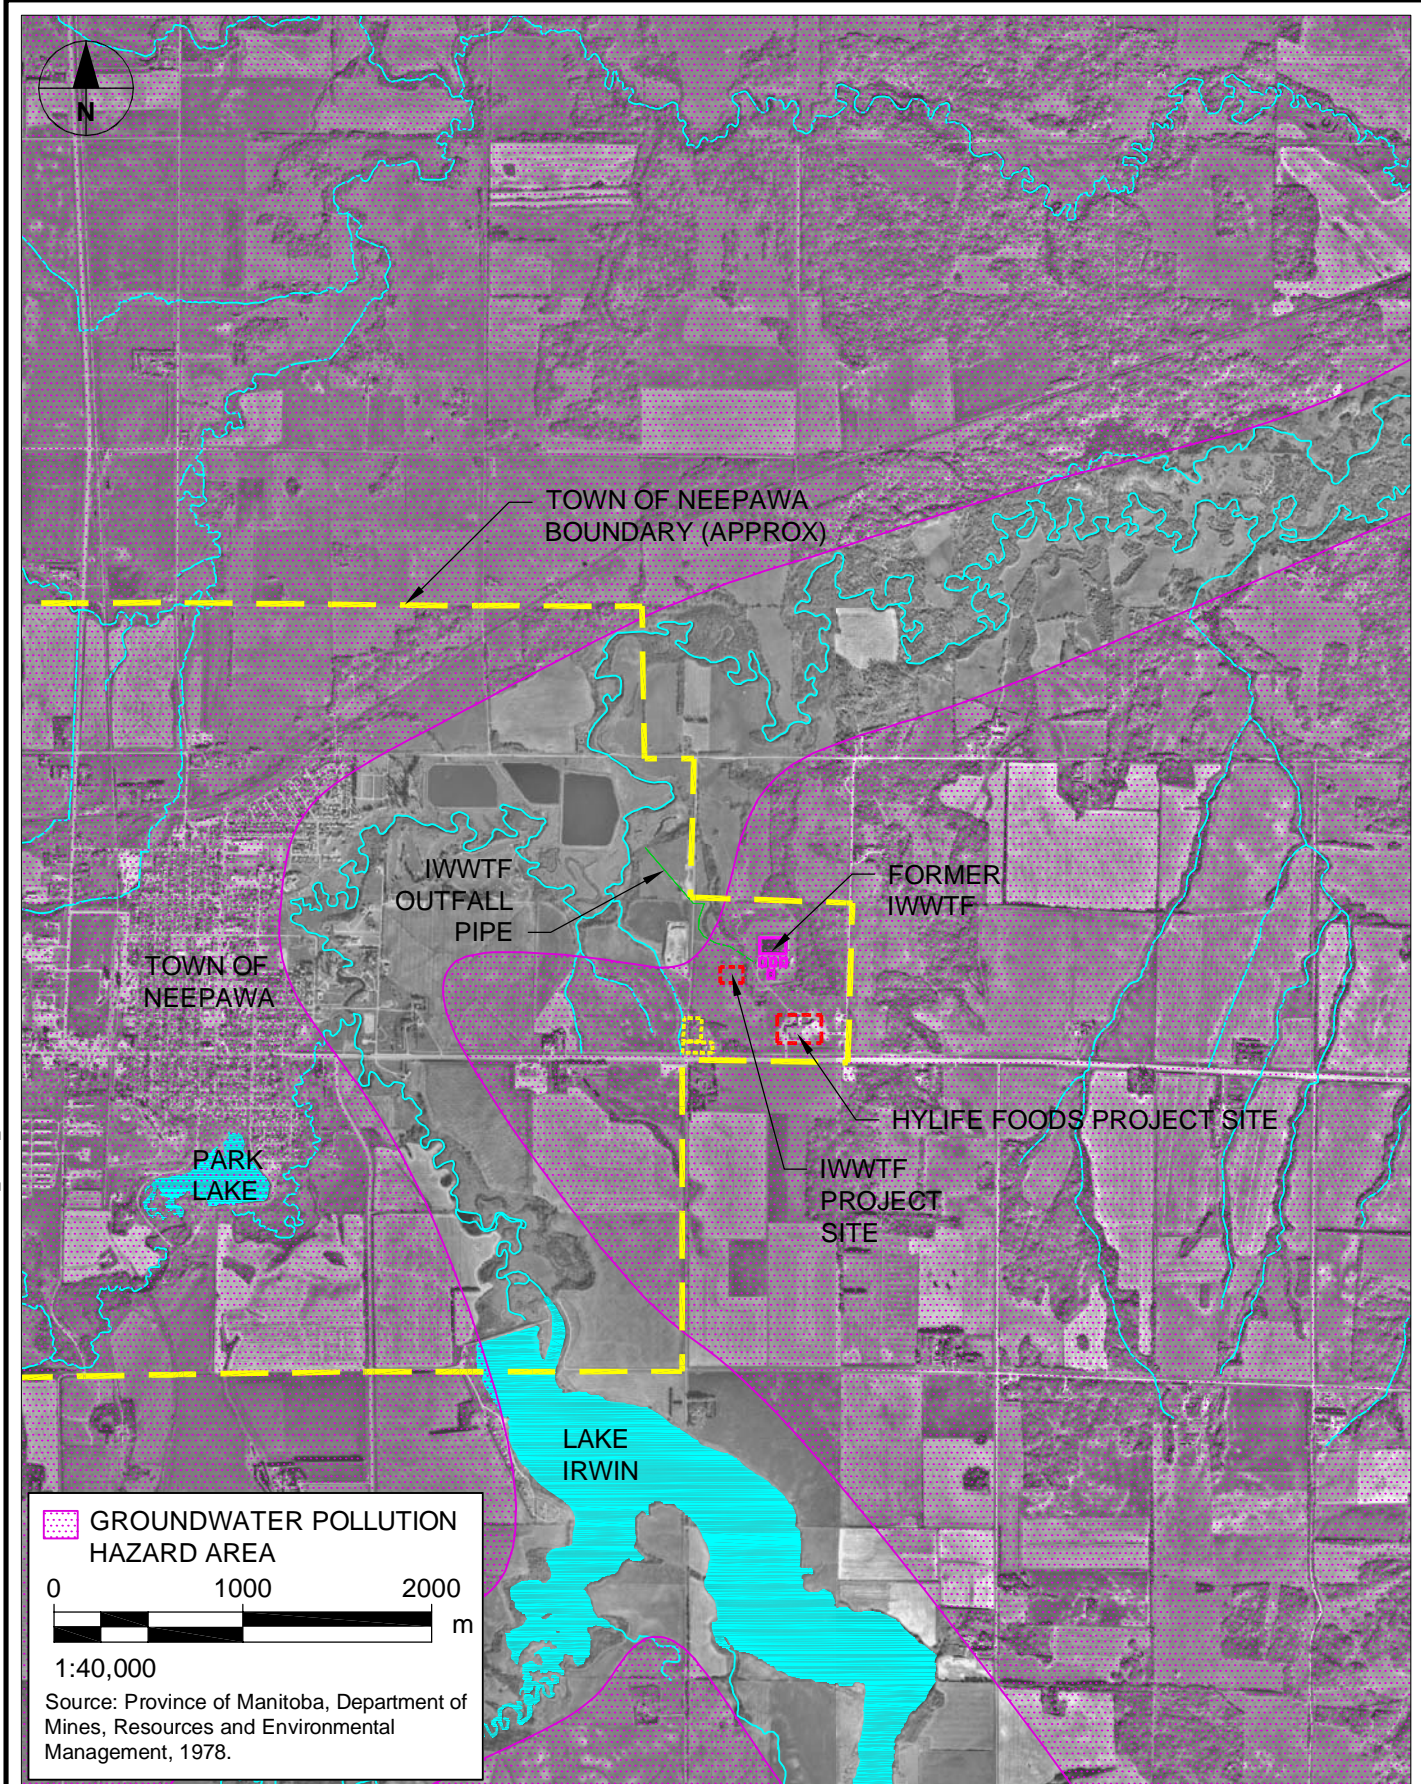 N
TOWN OF NEEPAWA
BOUNDARY (APPROX)
IWWTF
OUTFALL
PIPE
FORMER
IWWTF
TOWN OF
NEEPAWA
HYLIFE FOODS PROJECT SITE
IWWTF
PROJECT
SITE
PARK
LAKE
LAKE
IRWIN
GROUNDWATER POLLUTION
HAZARD AREA
0 1000 2000
m
1:40,000
Source: Province of Manitoba, Department of
Mines, Resources and Environmental
Management, 1978.